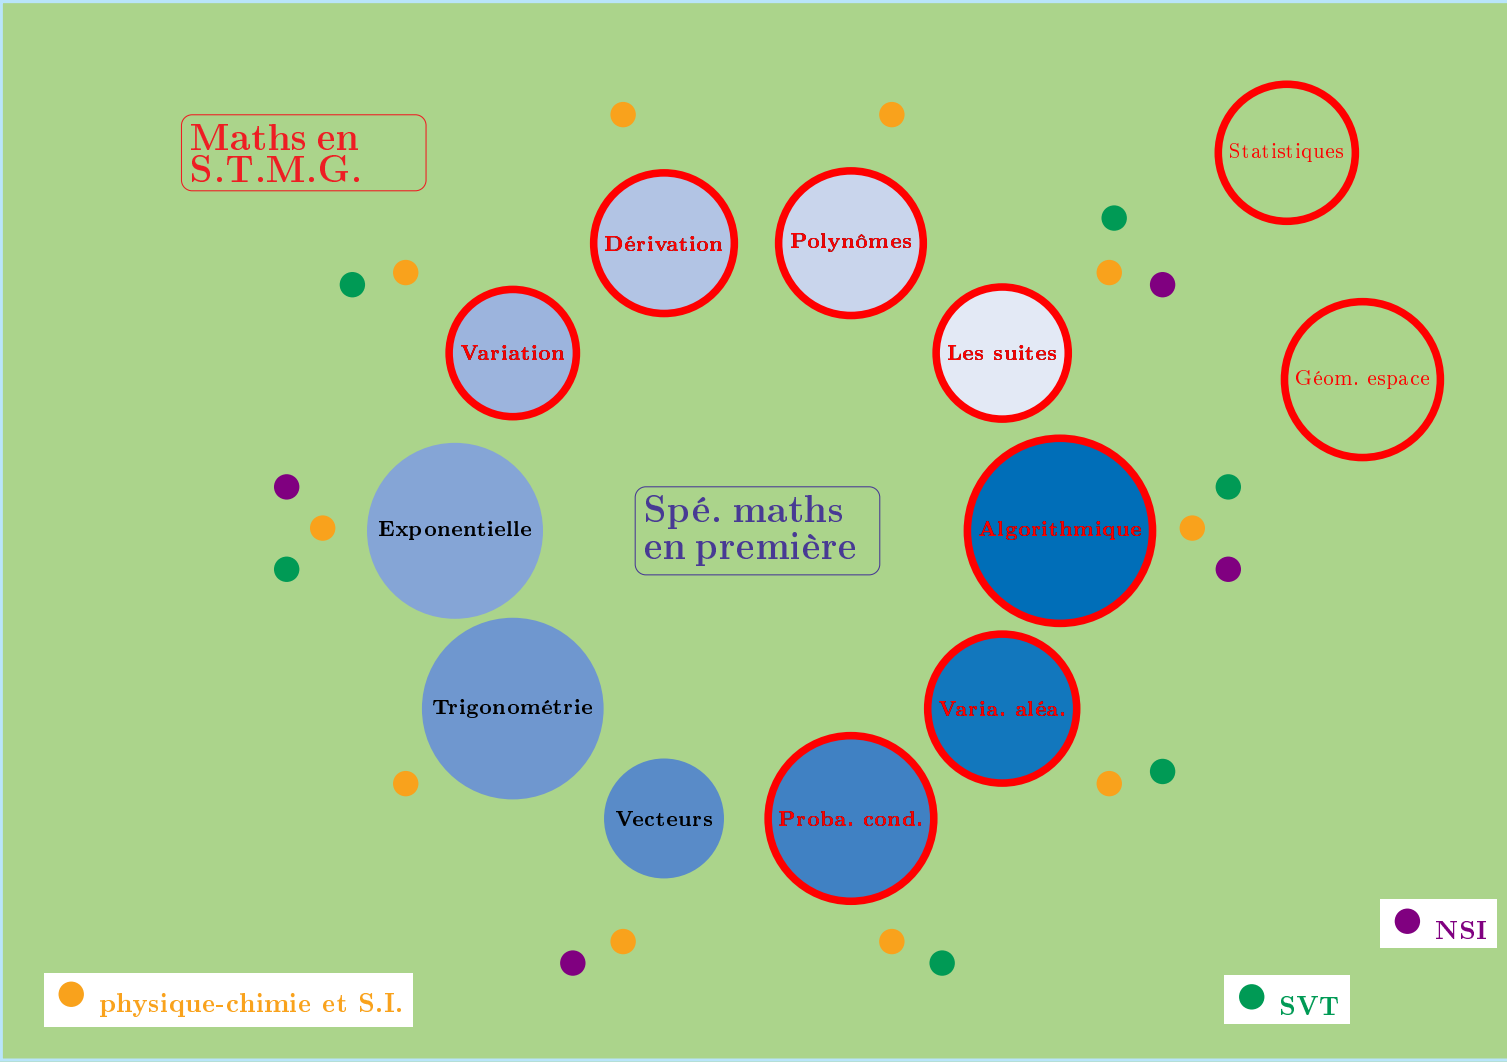 Maths en
S.T.M.G.
Statistiques
Dérivation
Polynômes
Variation
Les suites
Géom. espace
Exponentielle
Spé. maths
en première
Algorithmique
Trigonométrie
Varia. aléa.
Vecteurs
Proba. cond.
NSI
physique-chimie et S.I.
SVT